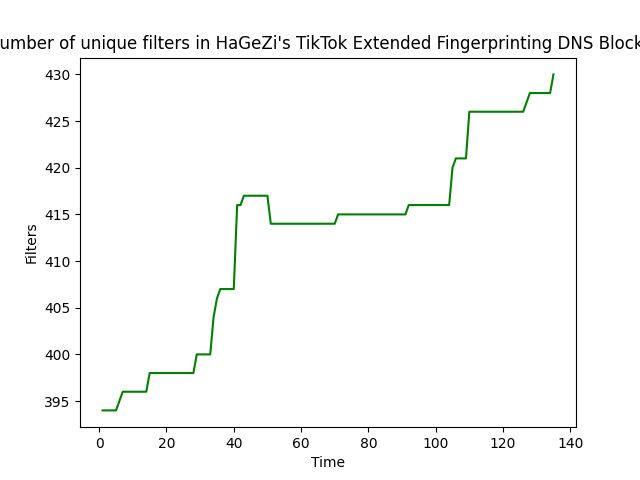 umber of unique filters in HaGeZi's TikTok Extended Fingerprinting DNS Block
430
425
420
415
410
405
400
395
Filters
0 20 40 60 80 100 120 140
Time